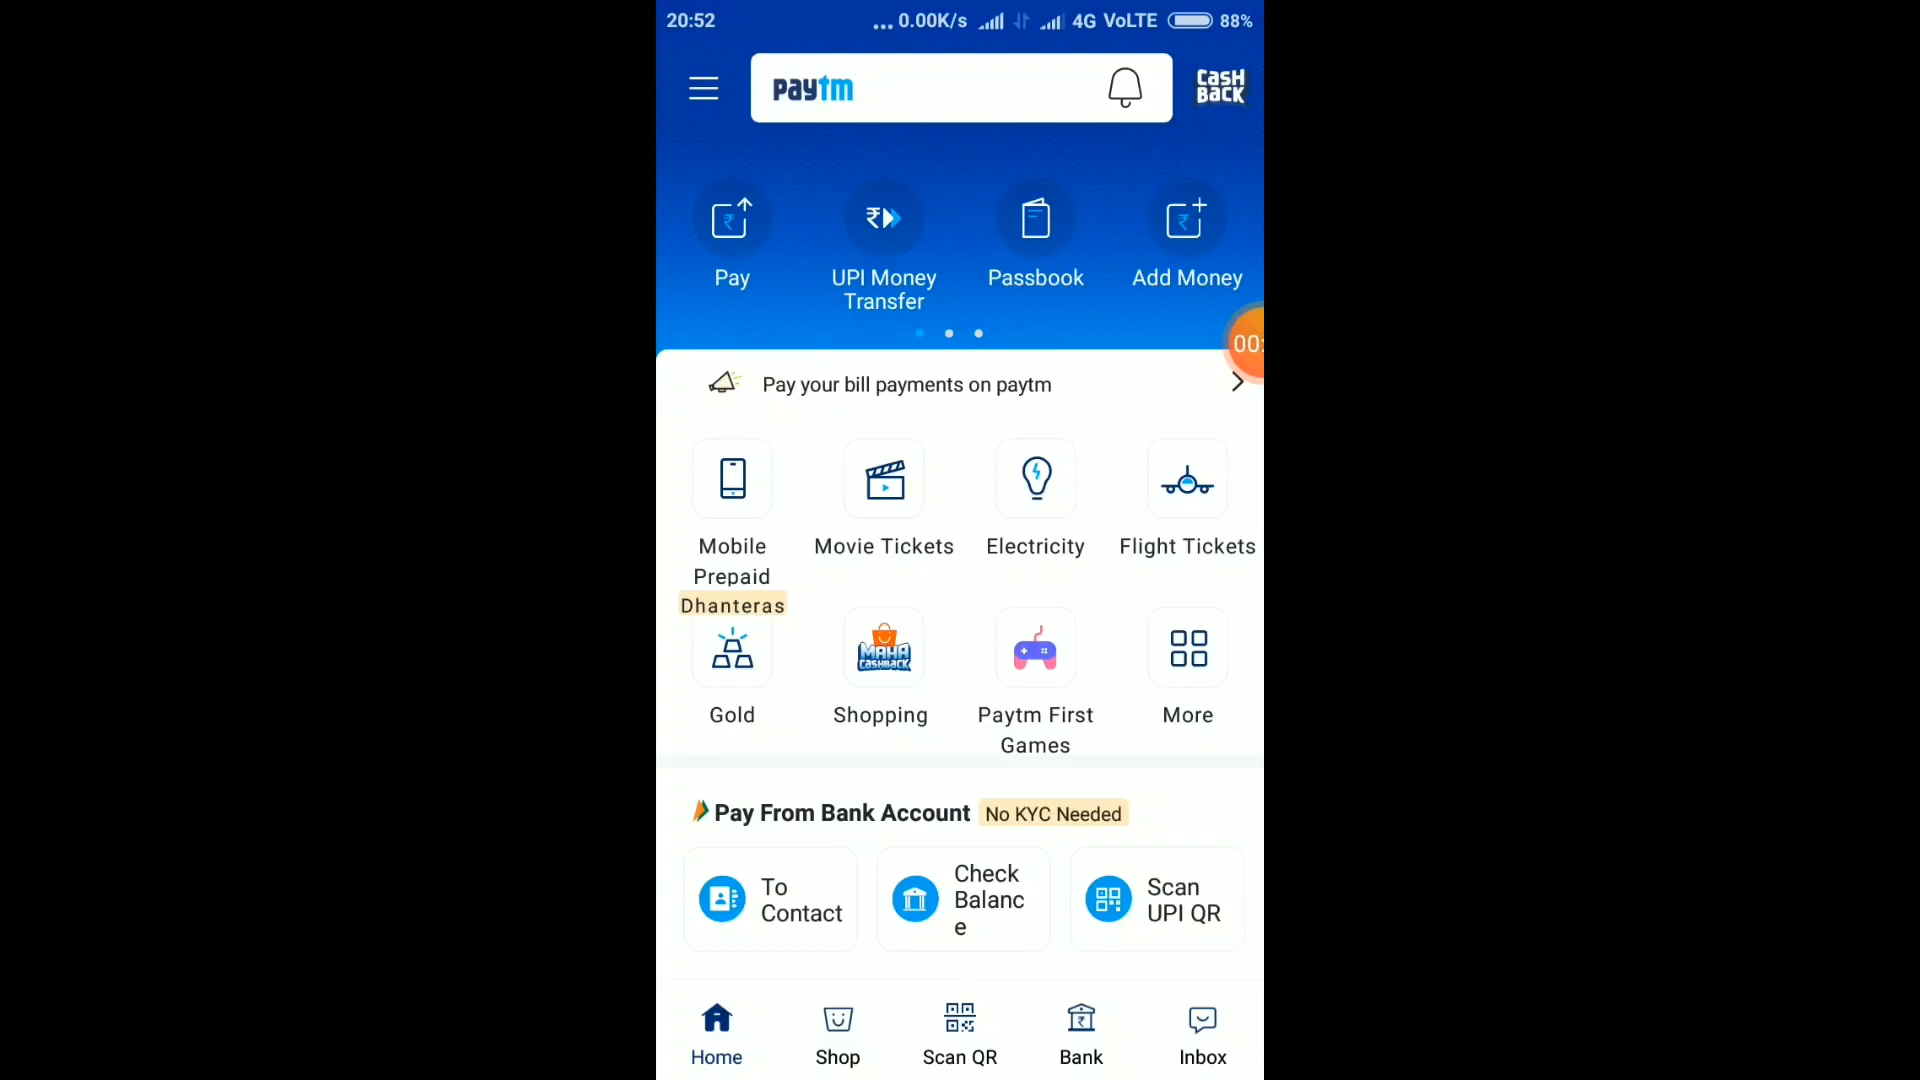 20:52
... 0.00K/s 4G VoLTE 88%
paytm
CASH
BACK
Pay
UPI Money
Transfer
Passbook
Add Money
00:
Pay your bill payments on paytm
Mobile
Prepaid
Movie Tickets
Electricity
Flight Tickets
Dhanteras
MAHA
CASHBACK
Gold
Shopping
Paytm First
Games
More
Pay From Bank Account No KYC Needed
To
Contact
Check
Balanc
e
Scan
UPI QR
Home
Shop
Scan QR
Bank
Inbox